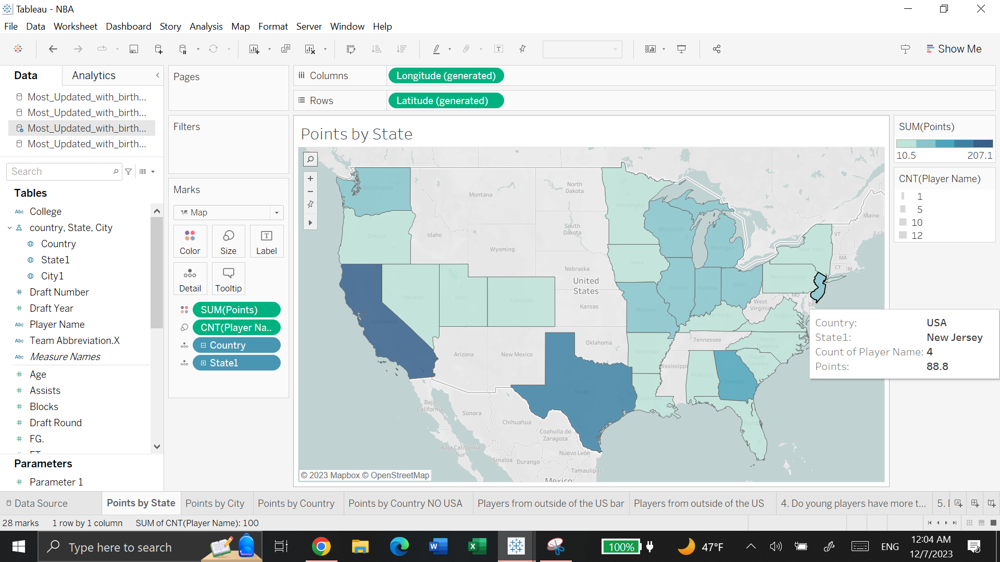 Tableau - NBA
File Data Worksheet Dashboard Story Analysis Map Format Server Window Help
Show Me
Data
Analytics
Most_Updated_with_birth...
Most_Updated_with_birth...
Most_Updated_with_birth...
Most_Updated_with_birth...
Search
Tables
Abc College
country, State, City
Country
State1
City1
# Draft Number
# Draft Year
Abc Player Name
Abc Team Abbreviation.X
Abc Measure Names
# Age
# Assists
# Blocks
# Draft Round
# FG.
Parameters
# Parameter 1
Pages
Filters
Marks
Map
Color
Size
Label
Detail
Tooltip
SUM(Points)
CNT(Player Na..
Country
State1
Columns
Longitude (generated)
Rows
Latitude (generated)
Points by State
Washington
Montana
North
Dakota
Minnesota
Maine
Oregon
Idaho
South
Dakota
Wisconsin
Michigan
New York
VT
Wyoming
Iowa
MA
CT
RI
Nebraska
Pennsylvania
United
States
Nevada
Utah
Colorado
Illinois
Indiana
Ohio
MD
DE
Kansas
Missouri
West
Virginia
Virginia
Kentucky
California
Arizona
New Mexico
Oklahoma
Arkansas
Tennessee
North
Carolina
South
Carolina
Mississippi
Alabama
Georgia
Texas
Louisiana
Florida
Baja
California
Sonora
Chihuahua
Coahuila de
Zaragoza
Baja California
Sur
Sinaloa
Durango
Nuevo León
Tamaulipas
Mexico
© 2023 Mapbox © OpenStreetMap
Country: USA
State1: New Jersey
Count of Player Name: 4
Points: 88.8
SUM(Points)
10.5 207.1
CNT(Player Name)
1
5
10
12
Data Source
Points by State
Points by City
Points by Country
Points by Country NO USA
Players from outside of the US bar
Players from outside of the US
4. Do young players have more t...
5.
28 marks 1 row by 1 column SUM of CNT(Player Name): 100
Type here to search
100%
47°F
ENG
12:04 AM
12/7/2023